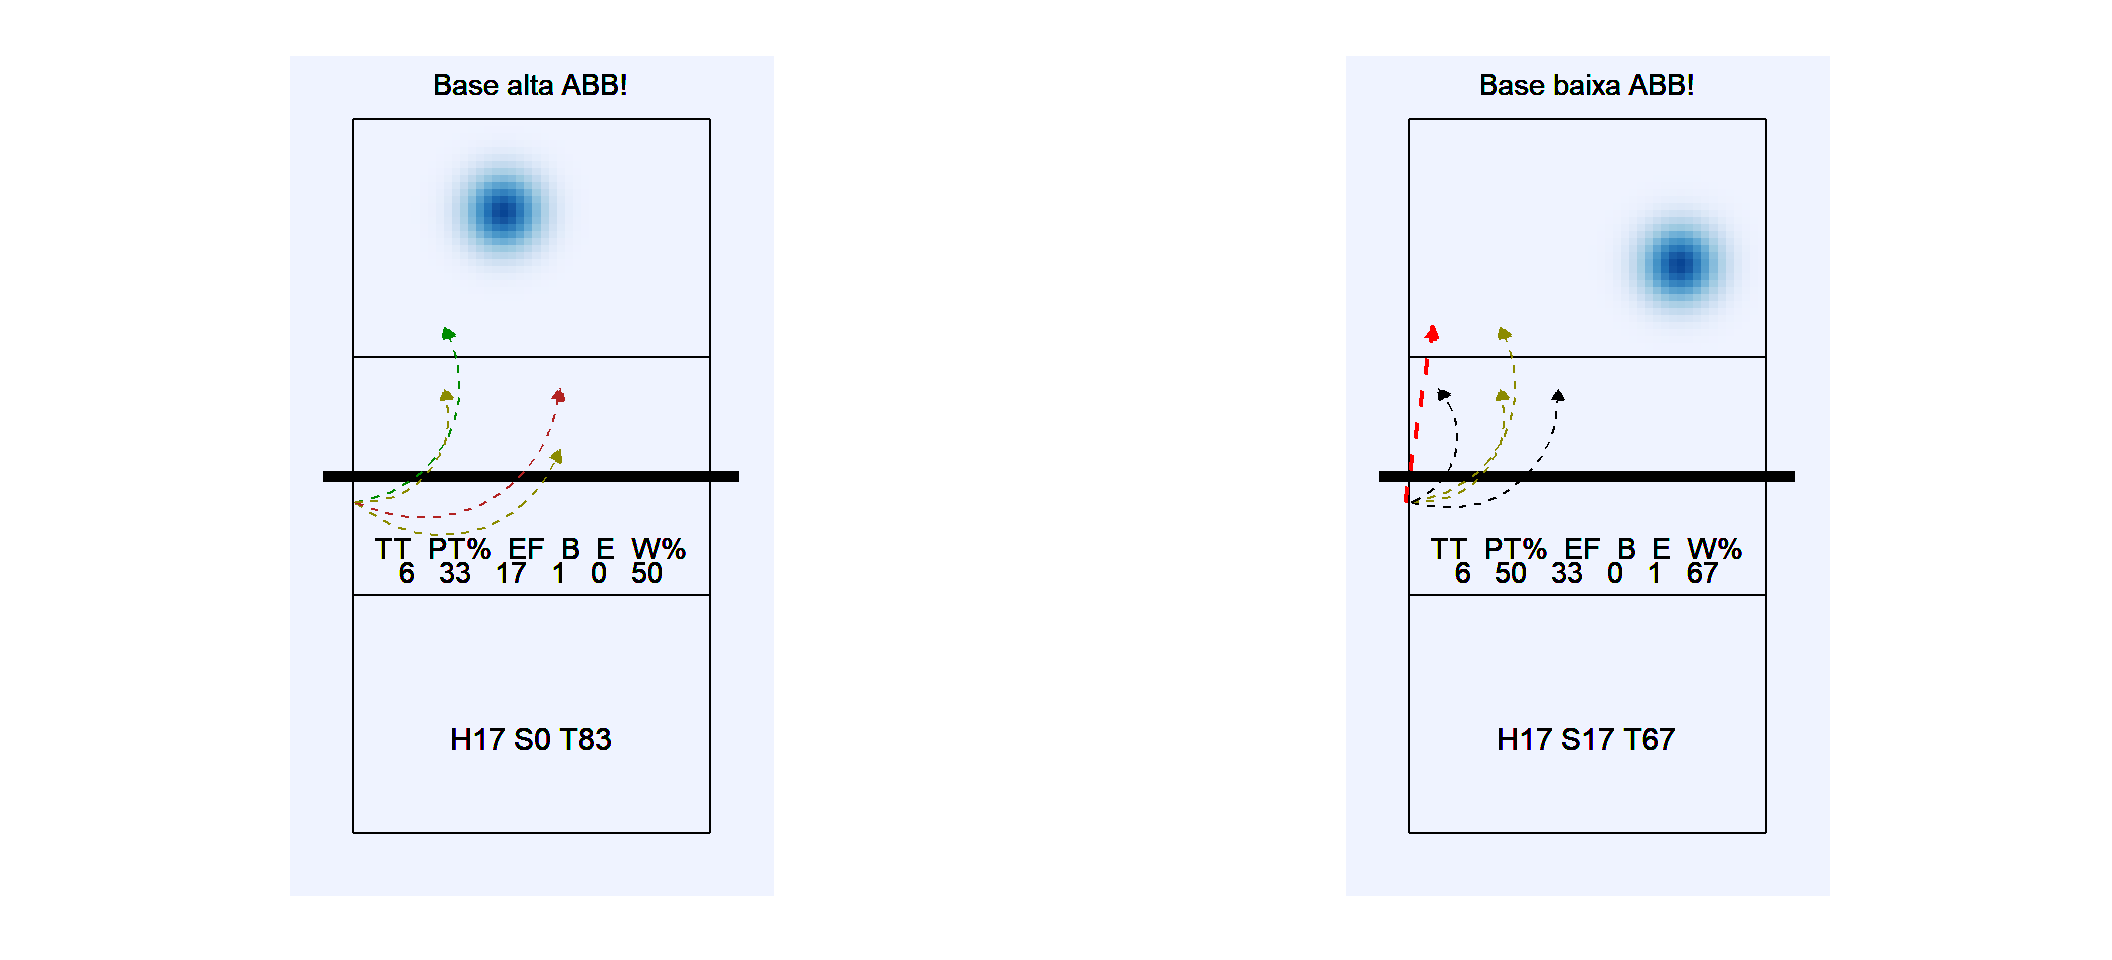 Base alta ABB!
TT PT% EF B E W%
6 33 17 1 0 50
H17 S0 T83
Base baixa ABB!
TT PT% EF B E W%
6 50 33 0 1 67
H17 S17 T67